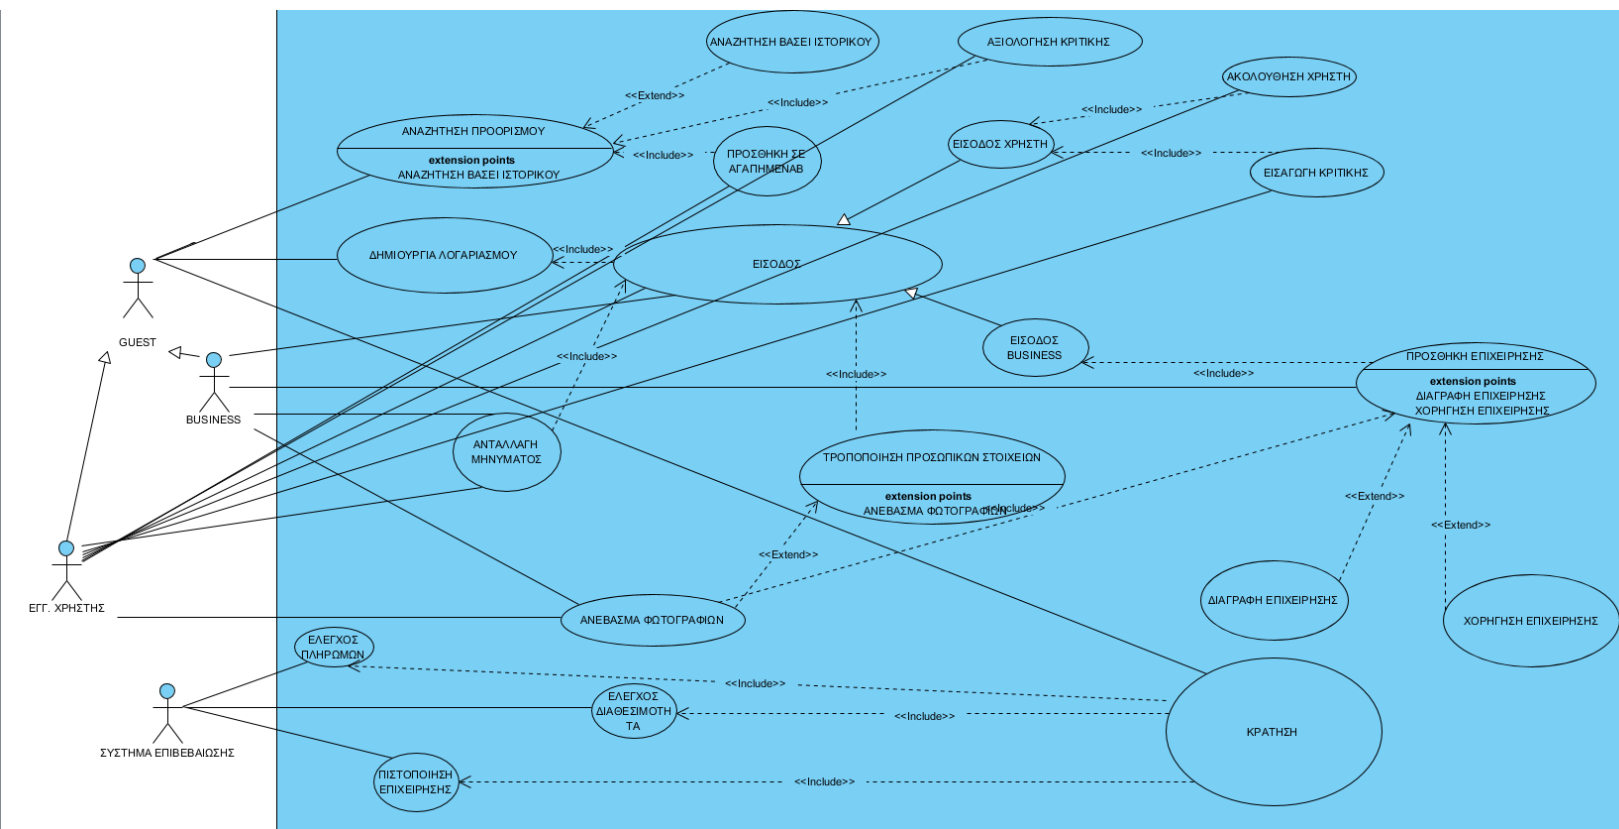 ΑΝΑΖΗΤΗΣΗ ΒΑΣΕΙ ΙΣΤΟΡΙΚΟΥ
ΑΞΙΟΛΟΓΗΣΗ ΚΡΙΤΙΚΗΣ
ΑΚΟΛΟΥΘΗΣΗ ΧΡΗΣΤΗ
<<Extend>>
<<Include>>
<<Include>>
ΑΝΑΖΗΤΗΣΗ ΠΡΟΟΡΙΣΜΟΥ
extension points
ΑΝΑΖΗΤΗΣΗ ΒΑΣΕΙ ΙΣΤΟΡΙΚΟΥ
<<Include>>
ΠΡΟΣΘΗΚΗ ΣΕ
ΑΓΑΠΗΜΕΝΑΒ
ΕΙΣΟΔΟΣ ΧΡΗΣΤΗ
<<Include>>
ΕΙΣΑΓΩΓΗ ΚΡΙΤΙΚΗΣ
ΔΗΜΙΟΥΡΓΙΑ ΛΟΓΑΡΙΑΣΜΟΥ
<<Include>>
ΕΙΣΟΔΟΣ
GUEST
ΕΙΣΟΔΟΣ
BUSINESS
<<Include>>
<<Include>>
<<Include>>
ΠΡΟΣΘΗΚΗ ΕΠΙΧΕΙΡΗΣΗΣ
extension points
ΔΙΑΓΡΑΦΗ ΕΠΙΧΕΙΡΗΣΗΣ
ΧΟΡΗΓΗΣΗ ΕΠΙΧΕΙΡΗΣΗΣ
BUSINESS
ΑΝΤΑΛΛΑΓΗ
ΜΗΝΥΜΑΤΟΣ
ΤΡΟΠΟΠΟΙΗΣΗ ΠΡΟΣΩΠΙΚΩΝ ΣΤΟΙΧΕΙΩΝ
extension points
ΑΝΕΒΑΣΜΑ ΦΩΤΟΓΡΑΦΙΩΝ
<<Include>>
<<Extend>>
<<Extend>>
<<Extend>>
ΕΓΓ. ΧΡΗΣΤΗΣ
ΑΝΕΒΑΣΜΑ ΦΩΤΟΓΡΑΦΙΩΝ
ΔΙΑΓΡΑΦΗ ΕΠΙΧΕΙΡΗΣΗΣ
ΧΟΡΗΓΗΣΗ ΕΠΙΧΕΙΡΗΣΗΣ
ΕΛΕΓΧΟΣ
ΠΛΗΡΩΜΩΝ
<<Include>>
ΕΛΕΓΧΟΣ
ΔΙΑΘΕΣΙΜΟΤΗ
ΤΑ
<<Include>>
ΚΡΑΤΗΣΗ
ΣΥΣΤΗΜΑ ΕΠΙΒΕΒΑΙΩΣΗΣ
ΠΙΣΤΟΠΟΙΗΣΗ
ΕΠΙΧΕΙΡΗΣΗΣ
<<Include>>